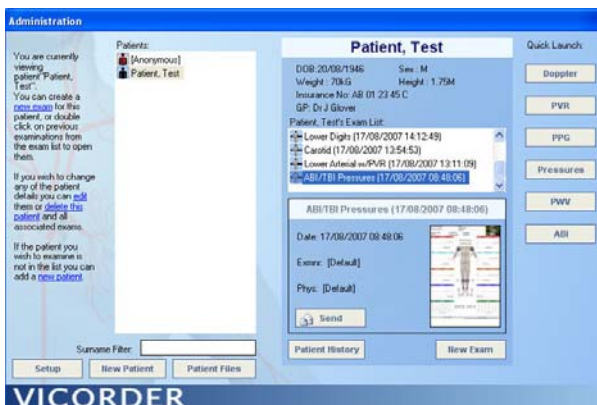 Administration
You are currently
viewing
patient "Patient,
Test".
You can create a
new exam for this
patient, or double
click on previous
examinations from
the exam list to open
them.
If you wish to change
any of the patient
details you can edit
them or delete this
patient and all
associated exams.
If the patient you
wish to examine is
not in the list you can
add a new patient.
Patients:
[Anonymous]
Patient, Test
Surname Filter:
Setup
New Patient
Patient Files
Patient, Test
DOB:20/08/1946 Sex: M
Weight : 70kG Height : 1.75M
Insurance No: AB 01 23 45 C
GP: Dr J Glover
Patient, Test's Exam List:
Lower Digits (17/08/2007 14:12:49)
Carotid (17/08/2007 13:54:53)
Lower Arterial w/PVR (17/08/2007 13:11:09)
ABI/TBI Pressures (17/08/2007 08:48:06)
ABI/TBI Pressures (17/08/2007 08:48:06)
Date: 17/08/2007 08:48:06
Exmnr: [Default]
Phys: [Default]
Send
Patient History
New Exam
Quick Launch:
Doppler
PVR
PPG
Pressures
PWV
ABI
VICORDER